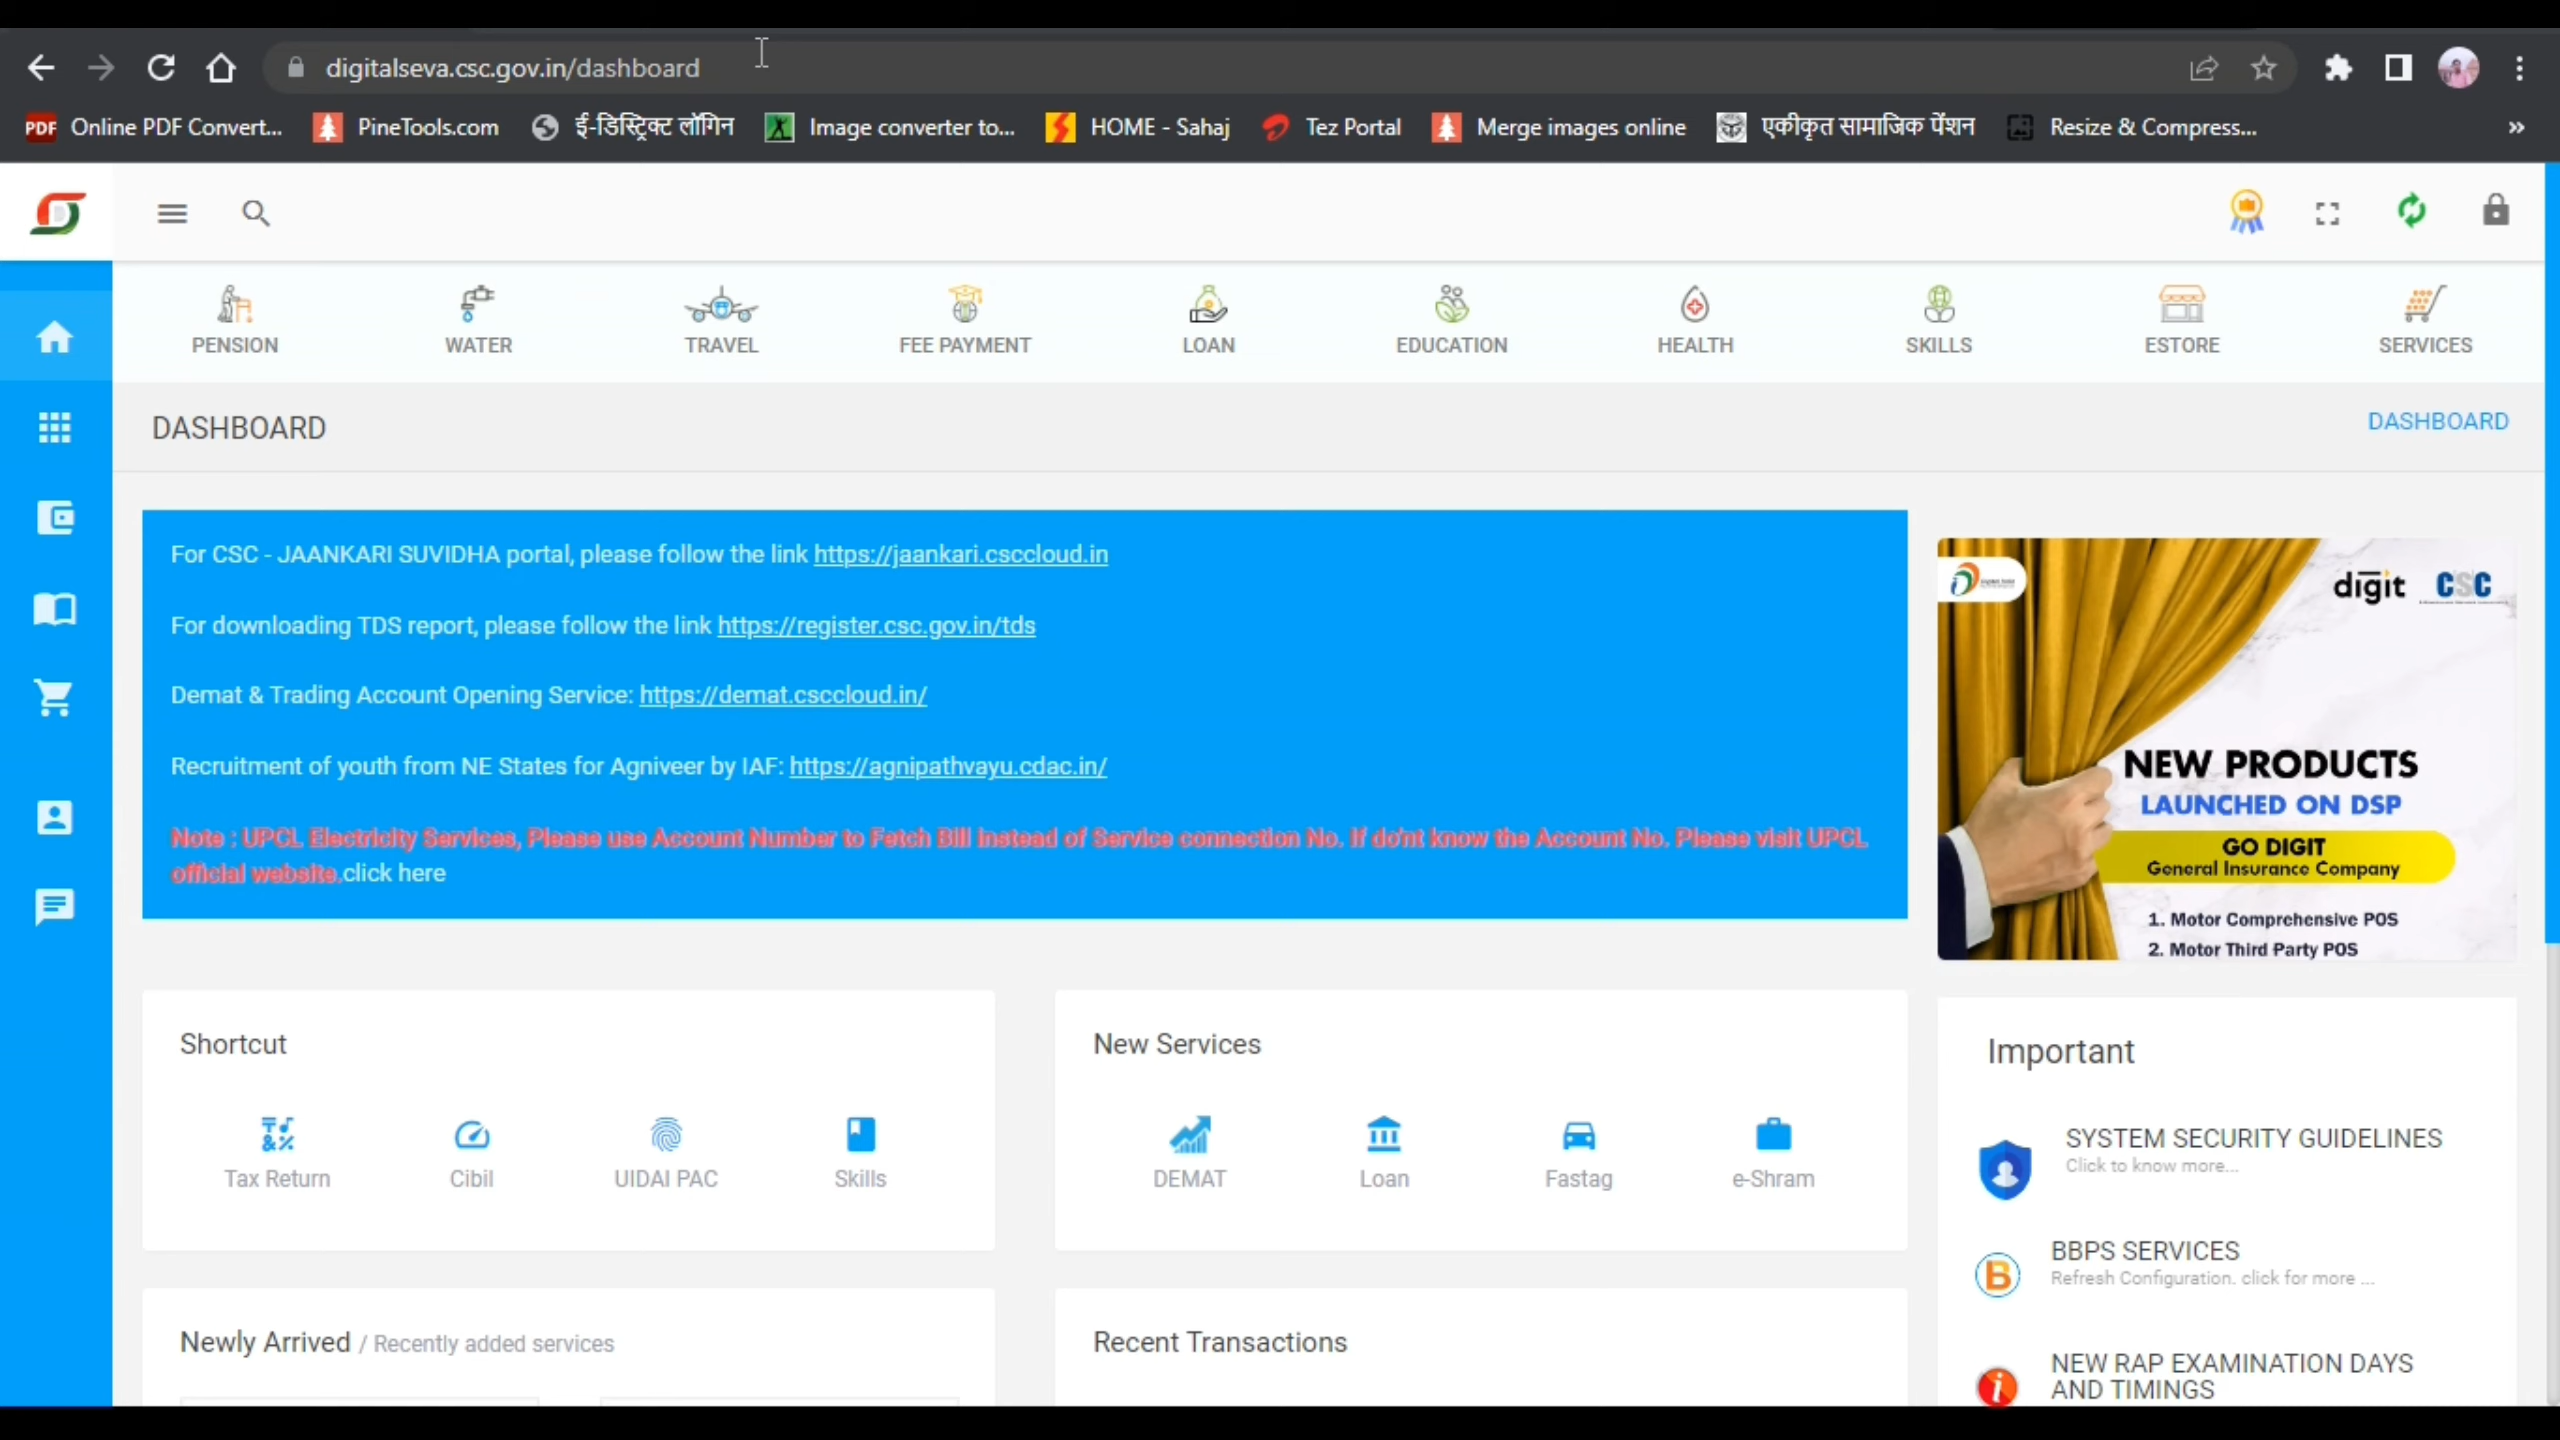 digitalseva.csc.gov.in/dashboard
PDF Online PDF Convert... PineTools.com ई-डिस्ट्रिक्ट लॉगिन Image converter to... HOME - Sahaj Tez Portal Merge images online एकीकृत सामाजिक पेंशन Resize & Compress... »
PENSION WATER TRAVEL FEE PAYMENT LOAN EDUCATION HEALTH SKILLS ESTORE SERVICES
DASHBOARD DASHBOARD
For CSC - JAANKARI SUVIDHA portal, please follow the link https://jaankari.csccloud.in
For downloading TDS report, please follow the link https://register.csc.gov.in/tds
Demat & Trading Account Opening Service: https://demat.csccloud.in/
Recruitment of youth from NE States for Agniveer by IAF: https://agnipathvayu.cdac.in/
Note : UPCL Electricity Services, Please use Account Number to Fetch Bill instead of Service connection No. If do'nt know the Account No. Please visit UPCL
official website.click here
digit CSC
NEW PRODUCTS
LAUNCHED ON DSP
GO DIGIT
General Insurance Company
1. Motor Comprehensive POS
2. Motor Third Party POS
Shortcut
Tax Return Cibil UIDAI PAC Skills
New Services
DEMAT Loan Fastag e-Shram
Important
SYSTEM SECURITY GUIDELINES
Click to know more...
BBPS SERVICES
Refresh Configuration. click for more ...
NEW RAP EXAMINATION DAYS
AND TIMINGS
Newly Arrived / Recently added services
Recent Transactions